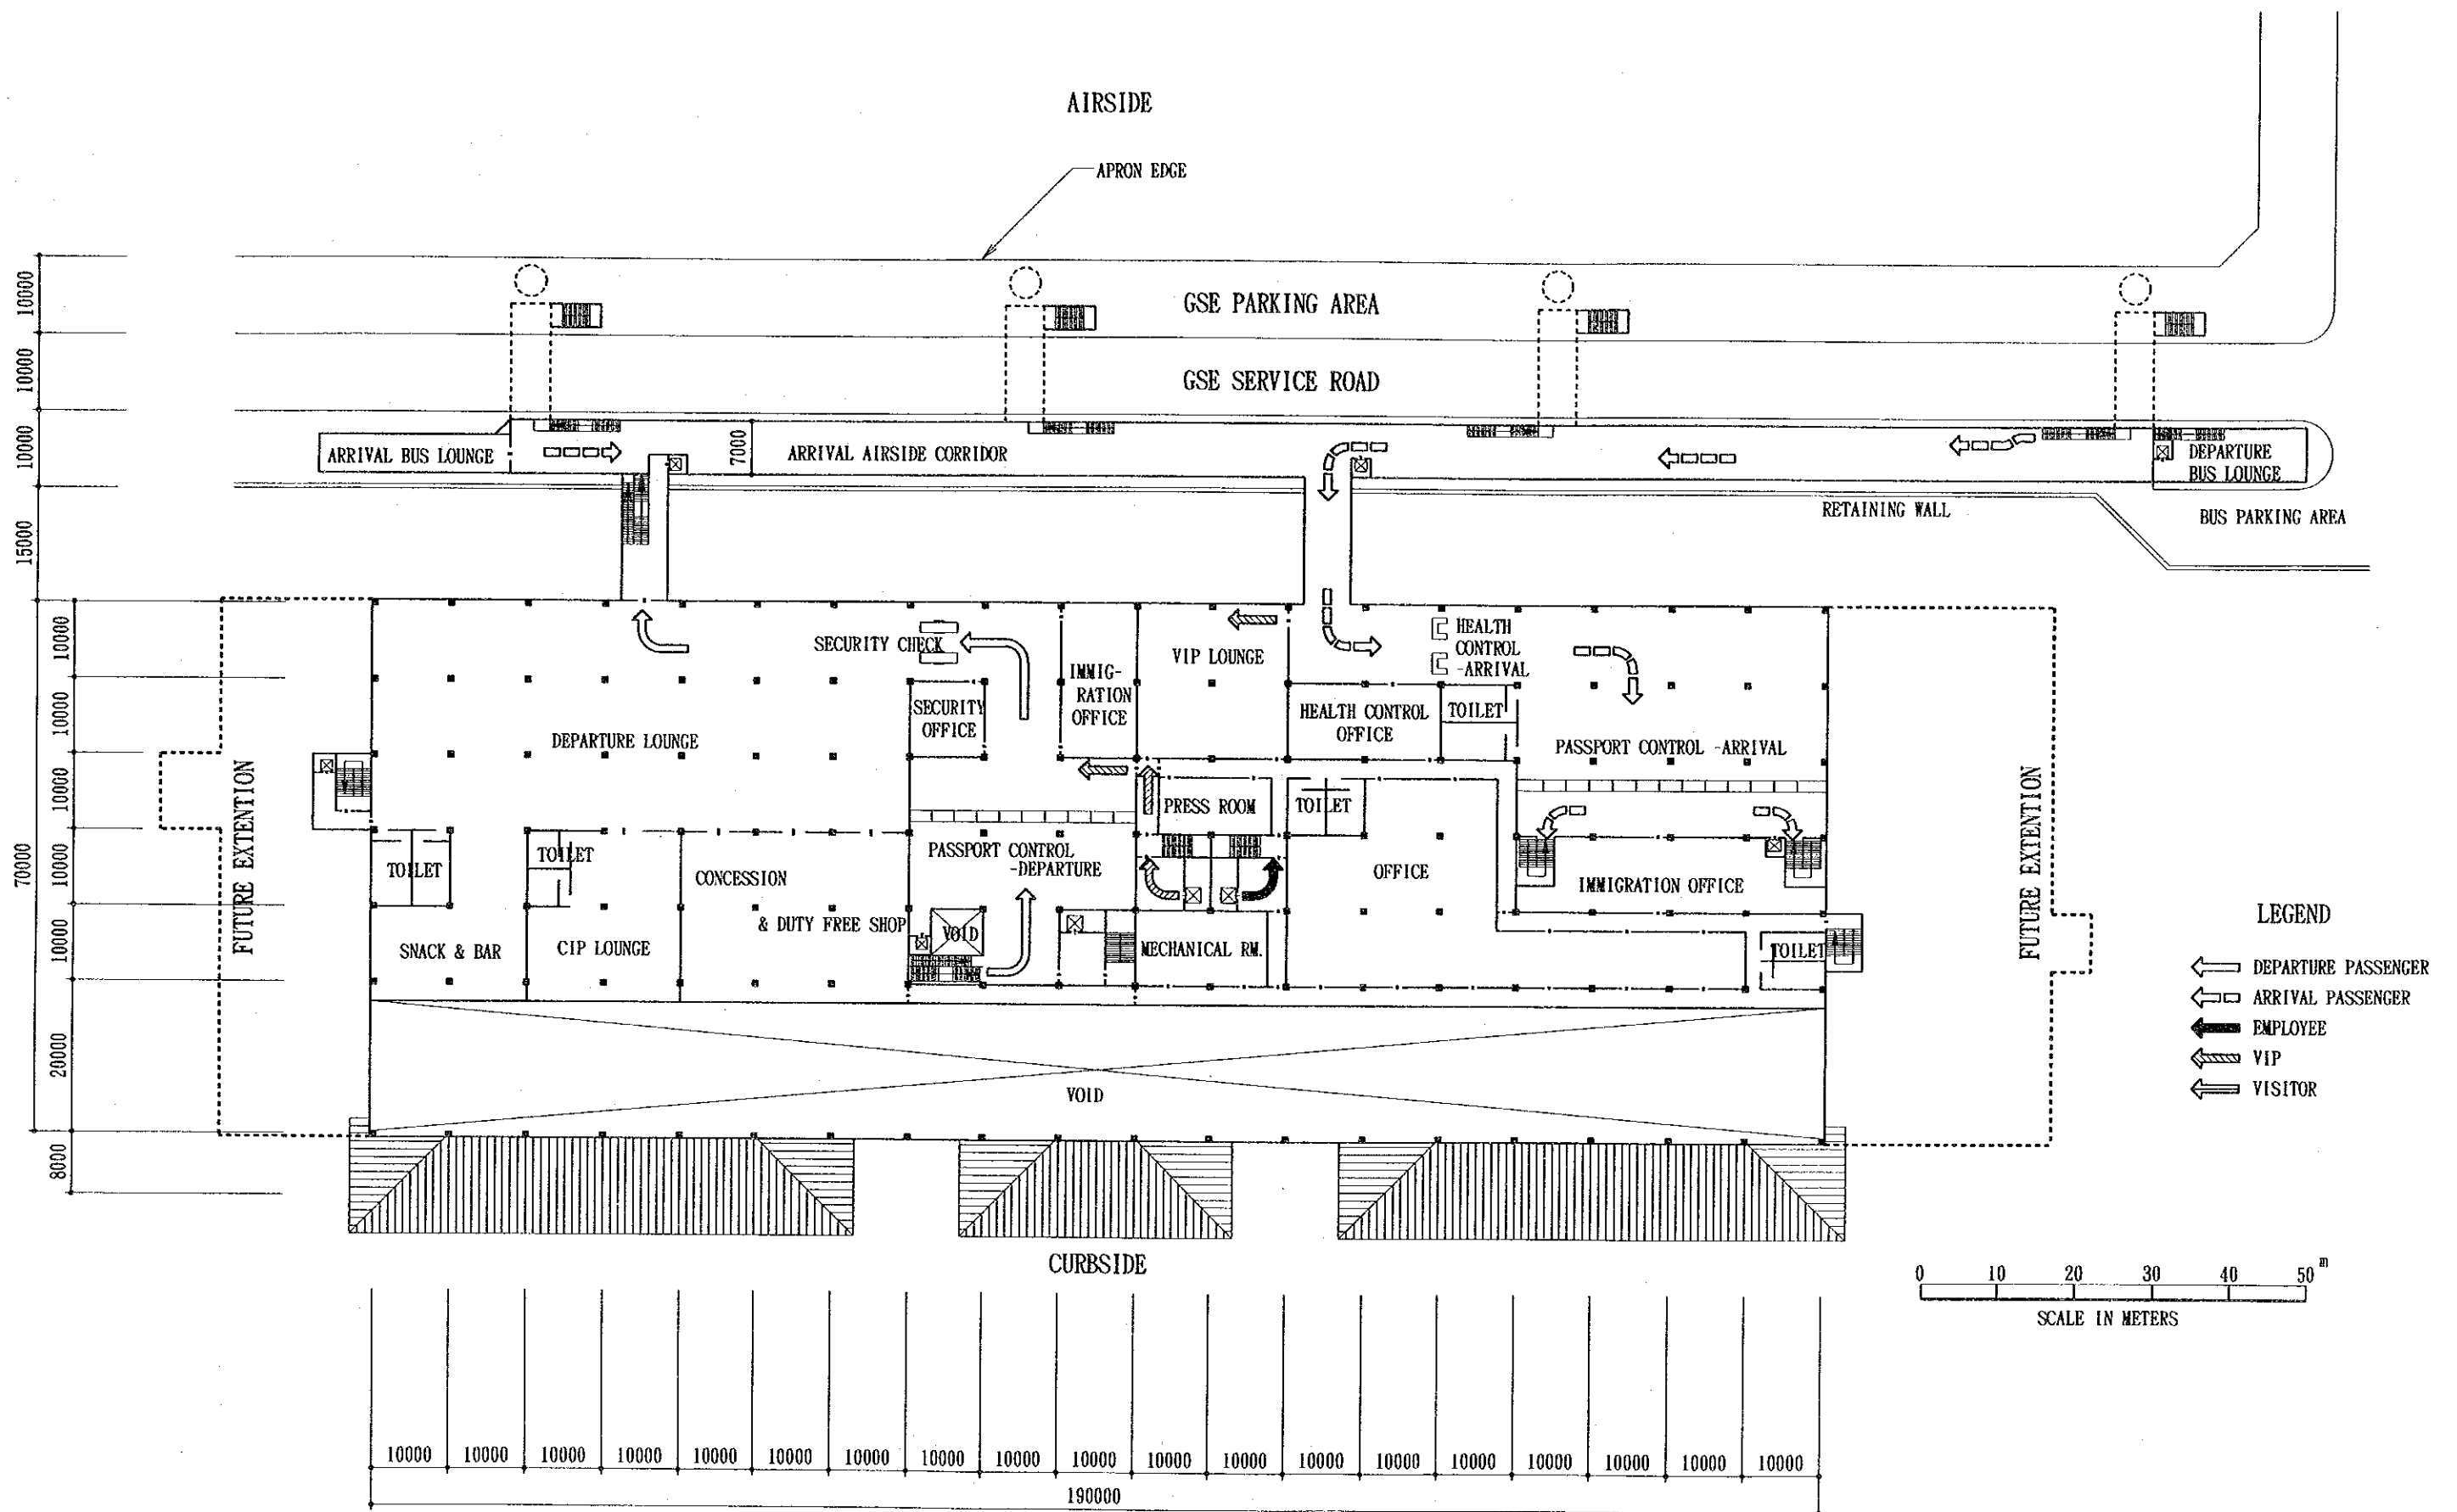 AIRSIDE
APRON EDGE
10000
GSE PARKING AREA
10000
GSE SERVICE ROAD
10000
ARRIVAL BUS LOUNGE
7000
ARRIVAL AIRSIDE CORRIDOR
DEPARTURE
BUS LOUNGE
15000
RETAINING WALL
BUS PARKING AREA
10000
10000
10000
10000
10000
20000
70000
8000
FUTURE EXTENTION
SECURITY CHECK
SECURITY
OFFICE
IMMIG-
RATION
OFFICE
VIP LOUNGE
HEALTH
CONTROL
-ARRIVAL
HEALTH CONTROL
OFFICE
TOILET
DEPARTURE LOUNGE
PASSPORT CONTROL -ARRIVAL
PRESS ROOM
TOILET
TOILET
TOILET
CONCESSION
& DUTY FREE SHOP
PASSPORT CONTROL
-DEPARTURE
OFFICE
IMMIGRATION OFFICE
SNACK & BAR
CIP LOUNGE
VOID
MECHANICAL RM.
TOILET
FUTURE EXTENTION
VOID
LEGEND
DEPARTURE PASSENGER
ARRIVAL PASSENGER
EMPLOYEE
VIP
VISITOR
CURBSIDE
0 10 20 30 40 50 m
SCALE IN METERS
10000 10000 10000 10000 10000 10000 10000 10000 10000 10000 10000 10000 10000 10000 10000 10000 10000 10000 10000
190000